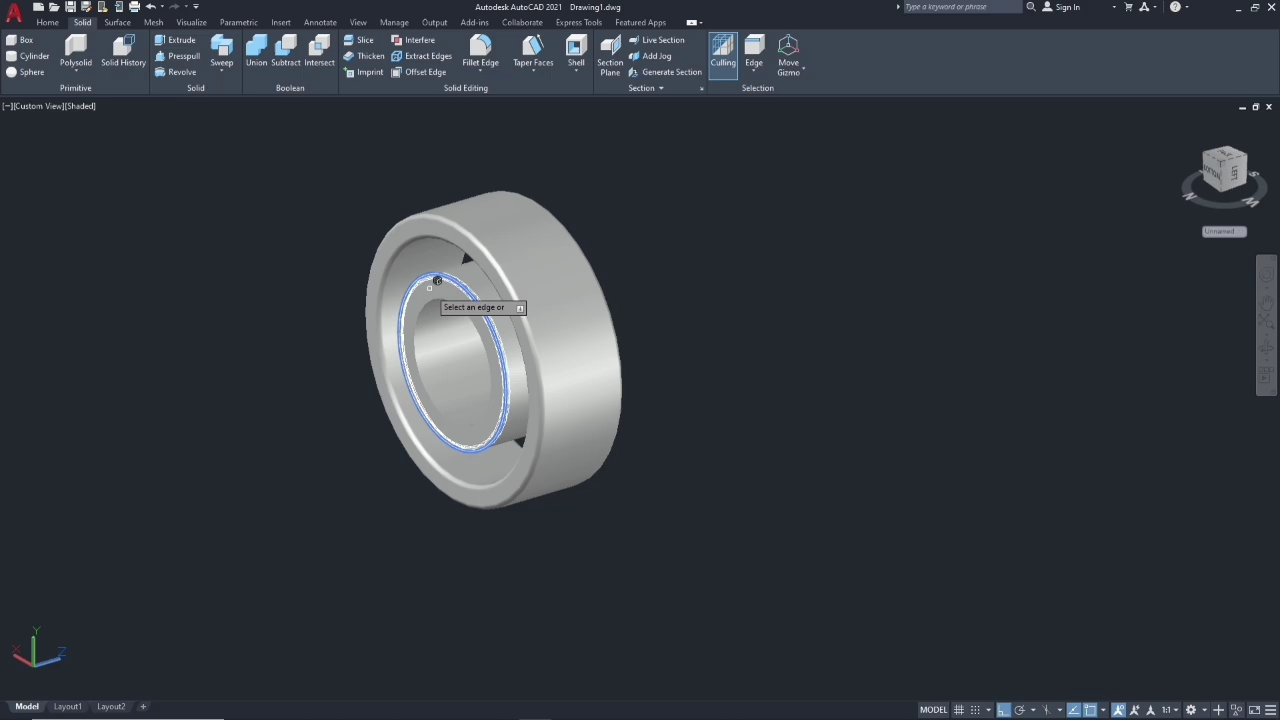 Autodesk AutoCAD 2021 Drawing1.dwg
Type a keyword or phrase
Sign In
Home Solid Surface Mesh Visualize Parametric Insert Annotate View Manage Output Add-ins Collaborate Express Tools Featured Apps
Box
Cylinder
Sphere
Polysolid
Solid History
Primitive
Extrude
Presspull
Revolve
Sweep
Solid
Union
Subtract
Intersect
Boolean
Slice
Thicken
Imprint
Interfere
Extract Edges
Offset Edge
Fillet Edge
Taper Faces
Shell
Solid Editing
Section
Plane
Live Section
Add Jog
Generate Section
Section
Culling
Edge
Move
Gizmo
Selection
[−][Custom View][Shaded]
LEFT
BOTTOM
N
S
Unnamed
Select an edge or
Y
X
Z
Model Layout1 Layout2 +
MODEL
1:1